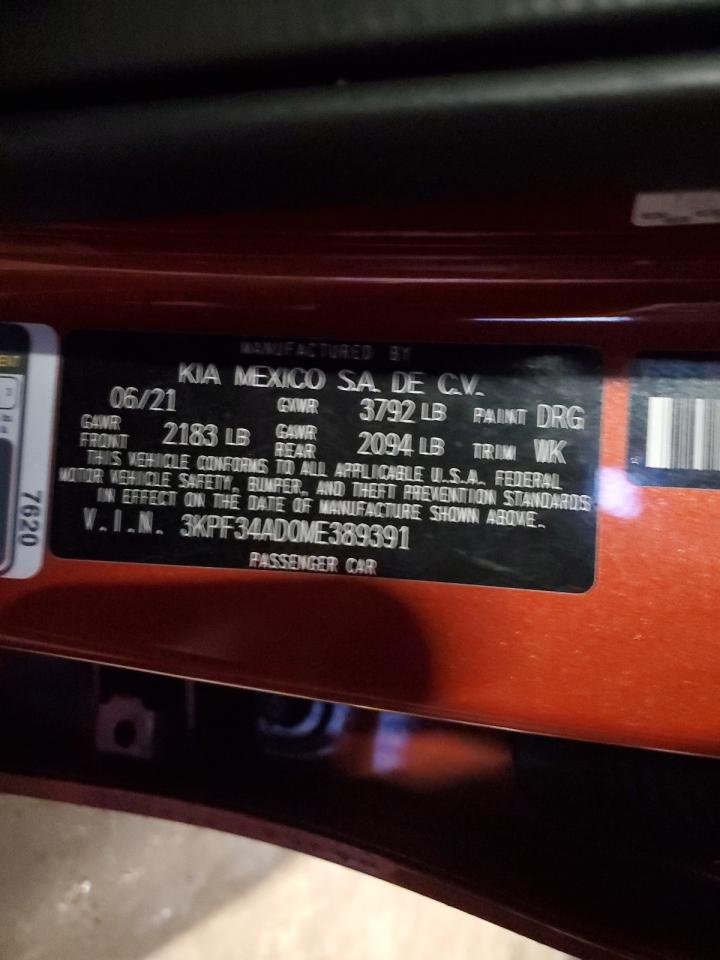 MANUFACTURED BY
KIA MEXICO S.A. DE C.V.
06/21 GVWR 3792 LB PAINT DRG
GAWR FRONT 2183 LB GAWR REAR 2094 LB TRIM WK
THIS VEHICLE CONFORMS TO ALL APPLICABLE U.S.A. FEDERAL
MOTOR VEHICLE SAFETY, BUMPER, AND THEFT PREVENTION STANDARDS
IN EFFECT ON THE DATE OF MANUFACTURE SHOWN ABOVE.
V.I.N. 3KPF34AD0ME389391
PASSENGER CAR
7620